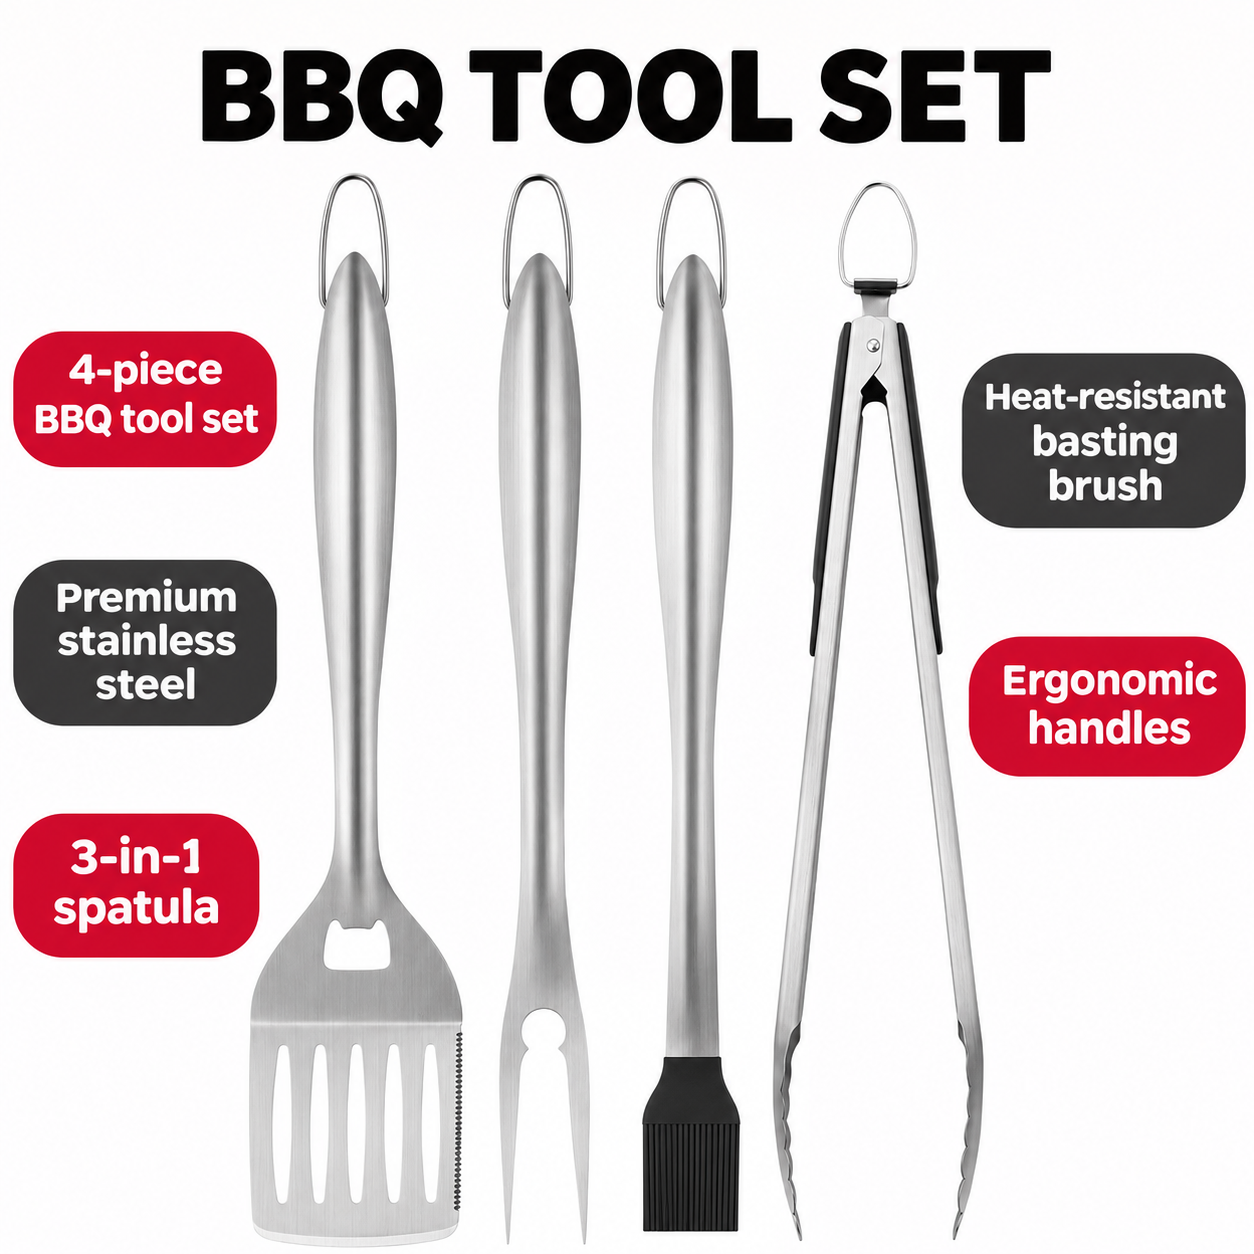 BBQ TOOL SET
4-piece
BBQ tool set
Premium
stainless
steel
3-in-1
spatula
Heat-resistant
basting
brush
Ergonomic
handles